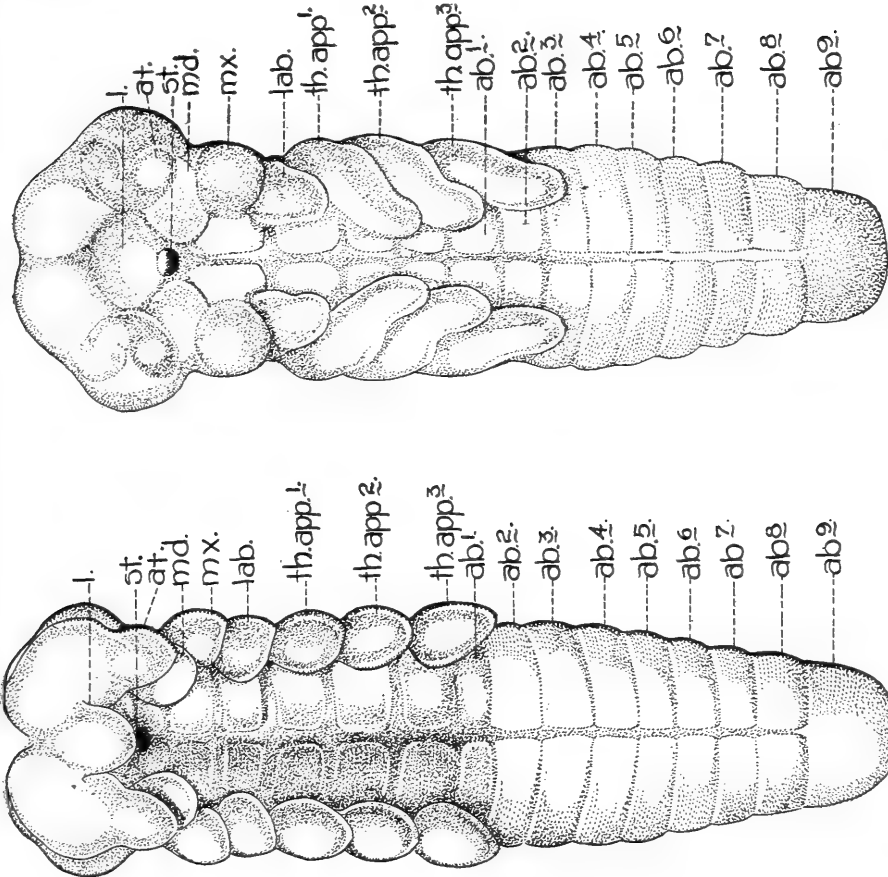 l.
at.
st.
md.
mx.
lab.
th.app.1.
th.app.2
th.app.3
ab.1.
ab.2.
ab.3.
ab.4.
ab.5
ab.6
ab.7
ab.8
ab.9.
l.
st.
at.
md.
mx.
lab.
th.app.1.
th.app.2.
th.app.3
ab.1.
ab.2.
ab.3.
ab.4.
ab.5
ab.6
ab.7.
ab.8
ab.9